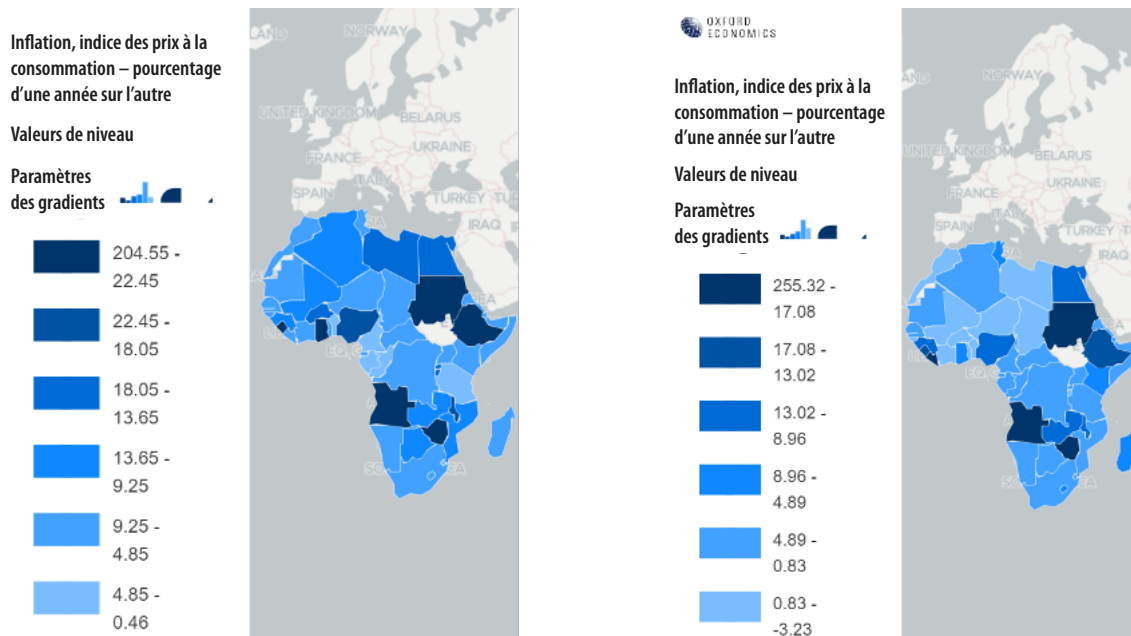 Inflation, indice des prix à la
consommation – pourcentage
d'une année sur l'autre
Valeurs de niveau
Paramètres
des gradients
204.55 -
22.45
22.45 -
18.05
18.05 -
13.65
13.65 -
9.25
9.25 -
4.85
4.85 -
0.46
NORWAY
UNITED KINGDOM
BELARUS
UKRAINE
FRANCE
ITALY
SPAIN
TURKEY
IRAQ
OXFORD
ECONOMICS
Inflation, indice des prix à la
consommation – pourcentage
d'une année sur l'autre
Valeurs de niveau
Paramètres
des gradients
255.32 -
17.08
17.08 -
13.02
13.02 -
8.96
8.96 -
4.89
4.89 -
0.83
0.83 -
-3.23
NORWAY
UNITED KINGDOM
BELARUS
UKRAINE
FRANCE
ITALY
SPAIN
TURKEY
IRAQ